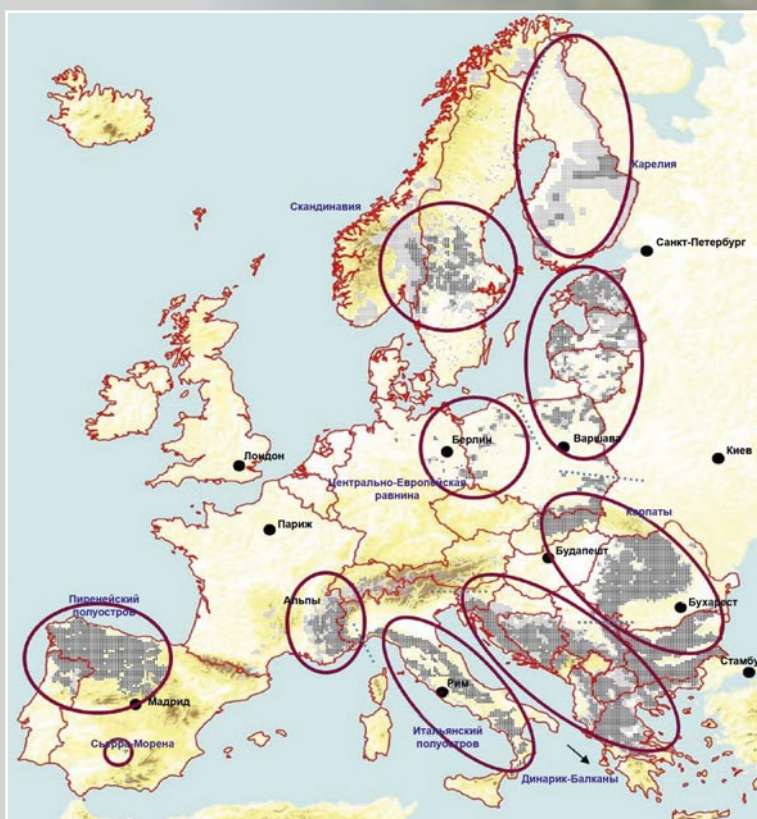 Карелия
Скандинавия
Санкт-Петербург
Берлин
Варшава
Лондон
Киев
Центрально-Европейская
равнина
Карпаты
Париж
Будапешт
Пиренейский
полуостров
Альпы
Бухарест
Стамбу
Рим
Мадрид
Итальянский
полуостров
Сьерра-Морена
Динарик-Балканы